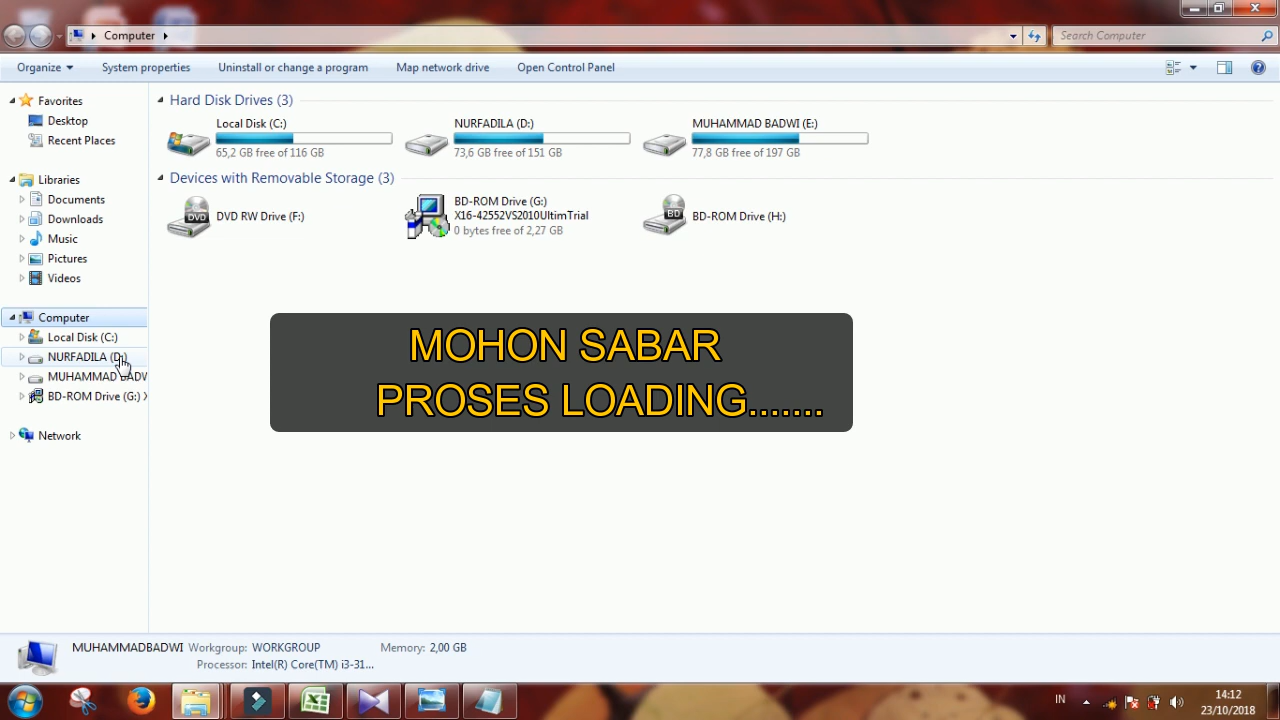 Computer
Search Computer
Organize
System properties
Uninstall or change a program
Map network drive
Open Control Panel
Favorites
Desktop
Recent Places
Libraries
Documents
Downloads
Music
Pictures
Videos
Computer
Local Disk (C:)
NURFADILA (D:)
MUHAMMAD BADW
BD-ROM Drive (G:) X
Network
Hard Disk Drives (3)
Local Disk (C:)
65,2 GB free of 116 GB
NURFADILA (D:)
73,6 GB free of 151 GB
MUHAMMAD BADWI (E:)
77,8 GB free of 197 GB
Devices with Removable Storage (3)
DVD
DVD RW Drive (F:)
BD-ROM Drive (G:)
X16-42552VS2010UltimTrial
0 bytes free of 2,27 GB
BD
BD-ROM Drive (H:)
MOHON SABAR
PROSES LOADING.......
MUHAMMADBADWI Workgroup: WORKGROUP Memory: 2,00 GB
Processor: Intel(R) Core(TM) i3-31...
IN
14:12
23/10/2018